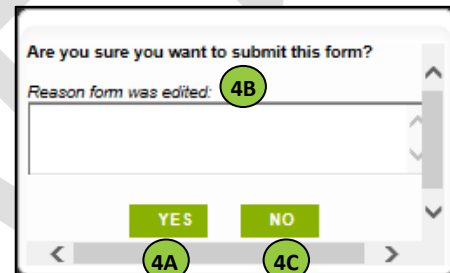 Are you sure you want to submit this form?
Reason form was edited: 4B
YES NO
4A 4C